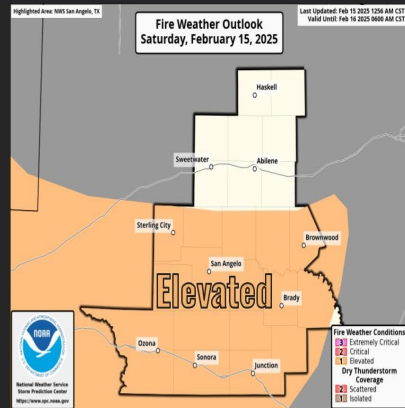 Highlighted Area: NWS San Angelo, TX
Fire Weather Outlook
Saturday, February 15, 2025
Last Updated: Feb 15 2025 1256 AM CST
Valid Until: Feb 16 2025 0600 AM CST
Haskell
Sweetwater
Abilene
Sterling City
Brownwood
San Angelo
Elevated
Brady
Ozona
Sonora
Junction
NOAA
National Weather Service
Storm Prediction Center
https://www.spc.noaa.gov
Fire Weather Conditions
3 Extremely Critical
2 Critical
1 Elevated
Dry Thunderstorm
Coverage
2 Scattered
1 Isolated